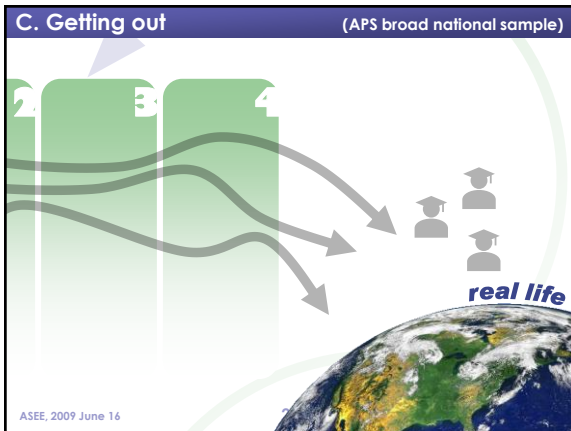 C. Getting out (APS broad national sample)
2 3 4
real life
ASEE, 2009 June 16